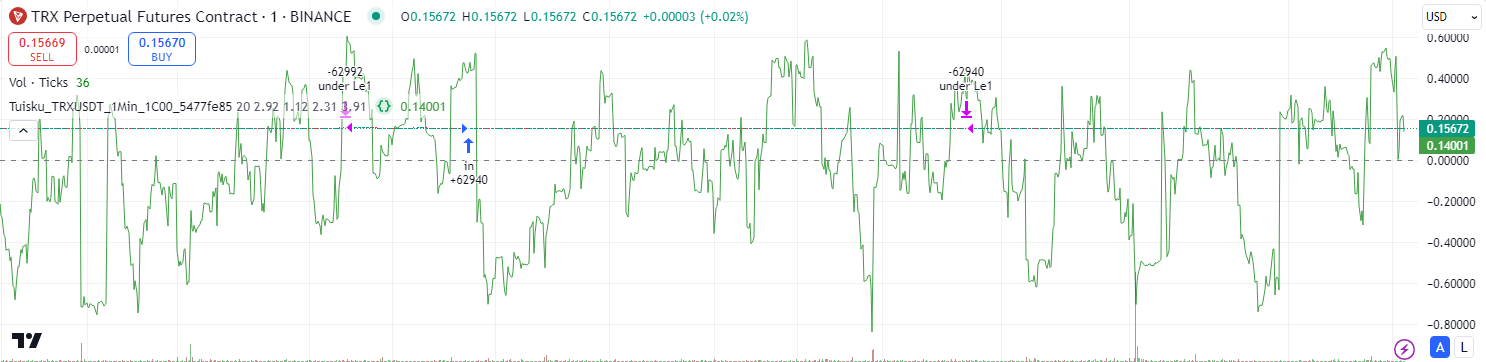 TRX Perpetual Futures Contract · 1 · BINANCE O0.15672 H0.15672 L0.15672 C0.15672 +0.00003 (+0.02%)
USD
0.15669
SELL
0.00001
0.15670
BUY
Vol · Ticks 36
Tuisku_TRXUSDT_1Min_1C00_5477fe85 20 2.92 1.12 2.31 3.91 {} 0.14001
-62992
under Le1
in
+62940
-62940
under Le1
0.60000
0.40000
0.20000
0.15672
0.14001
0.00000
−0.20000
−0.40000
−0.60000
−0.80000
A L